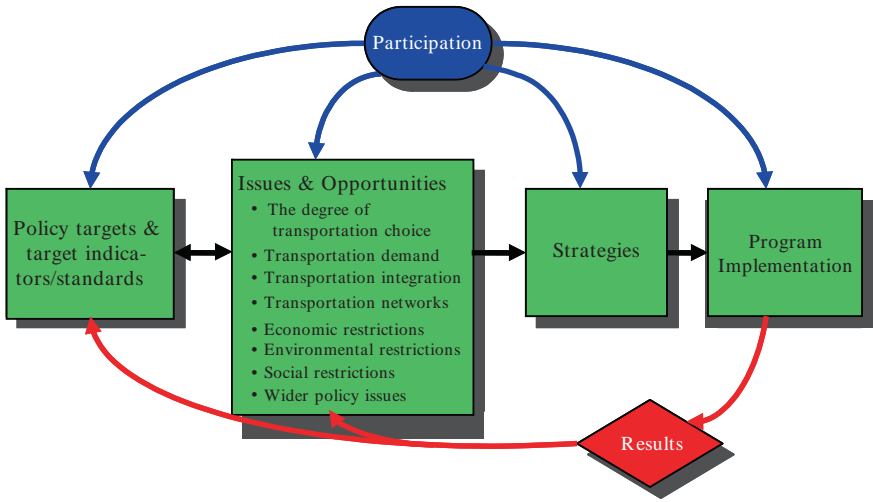 Participation
Policy targets &
target indica-
tors/standards
Issues & Opportunities
• The degree of
transportation choice
• Transportation demand
• Transportation integration
• Transportation networks
• Economic restrictions
• Environmental restrictions
• Social restrictions
• Wider policy issues
Strategies
Program
Implementation
Results